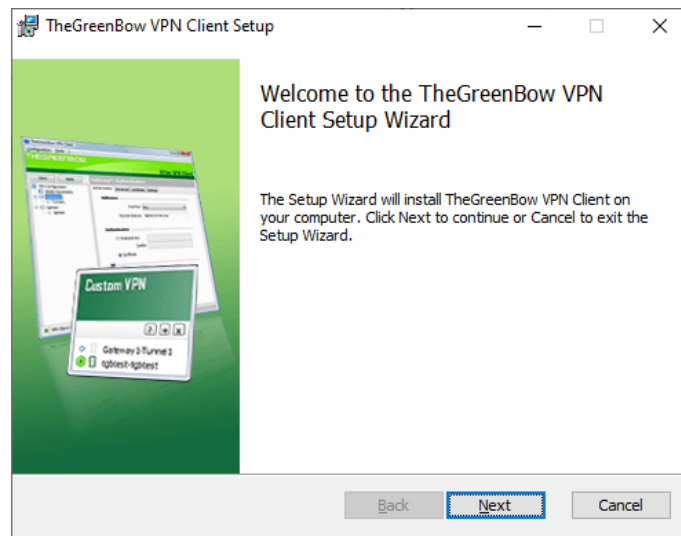 TheGreenBow VPN Client Setup
Welcome to the TheGreenBow VPN
Client Setup Wizard
The Setup Wizard will install TheGreenBow VPN Client on
your computer. Click Next to continue or Cancel to exit the
Setup Wizard.
THEGREENBOW
Custom VPN
? + x
Gateway1-Tunnel1
tgbtest-tgbtest
Back
Next
Cancel